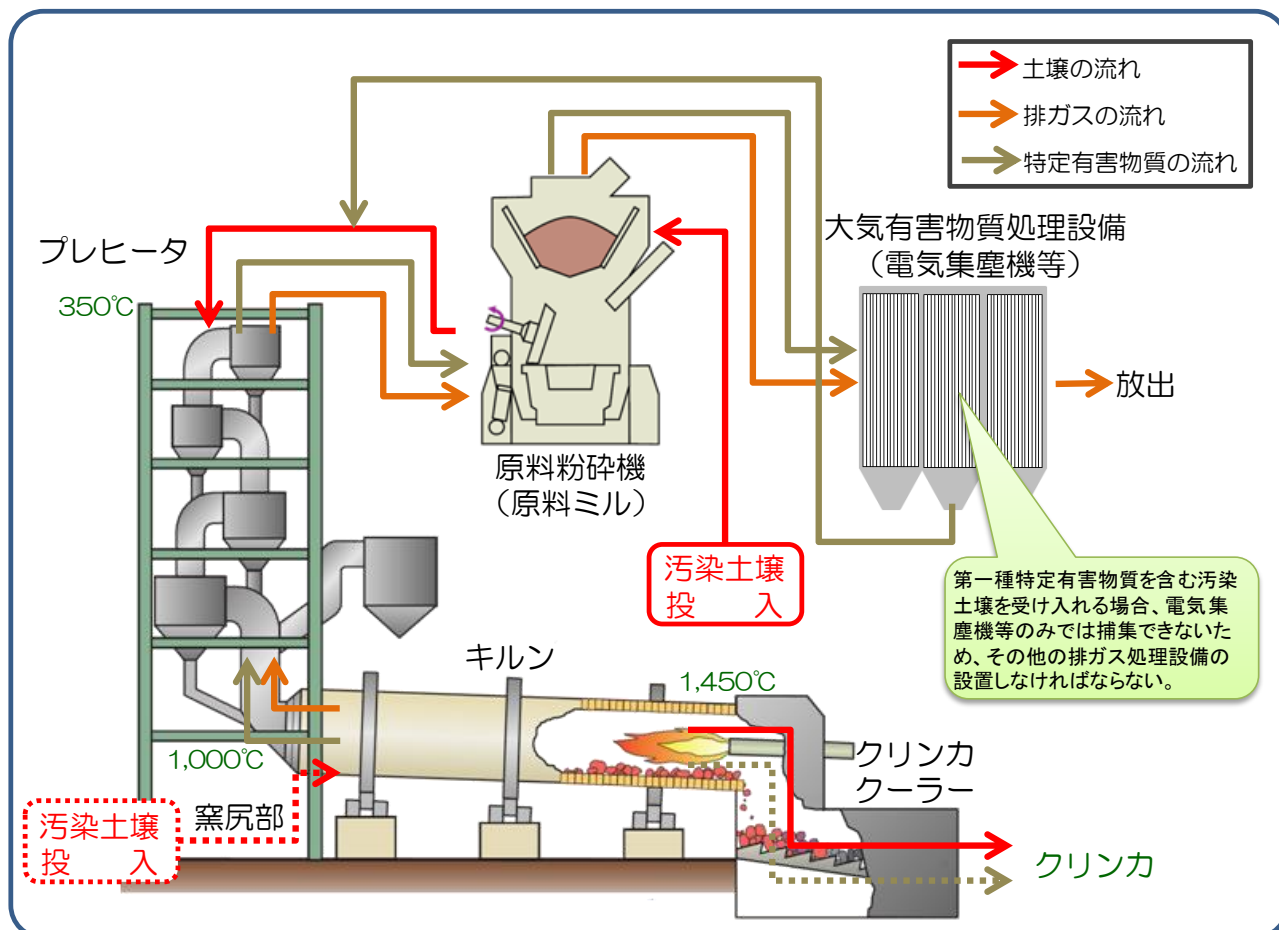 土壌の流れ
排ガスの流れ
特定有害物質の流れ
プレヒータ
350℃
大気有害物質処理設備
（電気集塵機等）
放出
原料粉砕機
（原料ミル）
汚染土壌
投　　入
第一種特定有害物質を含む汚染
土壌を受け入れる場合、電気集
塵機等のみでは捕集できないた
め、その他の排ガス処理設備の
設置しなければならない。
キルン
1,450℃
1,000℃
クリンカ
クーラー
窯尻部
汚染土壌
投　　入
クリンカ